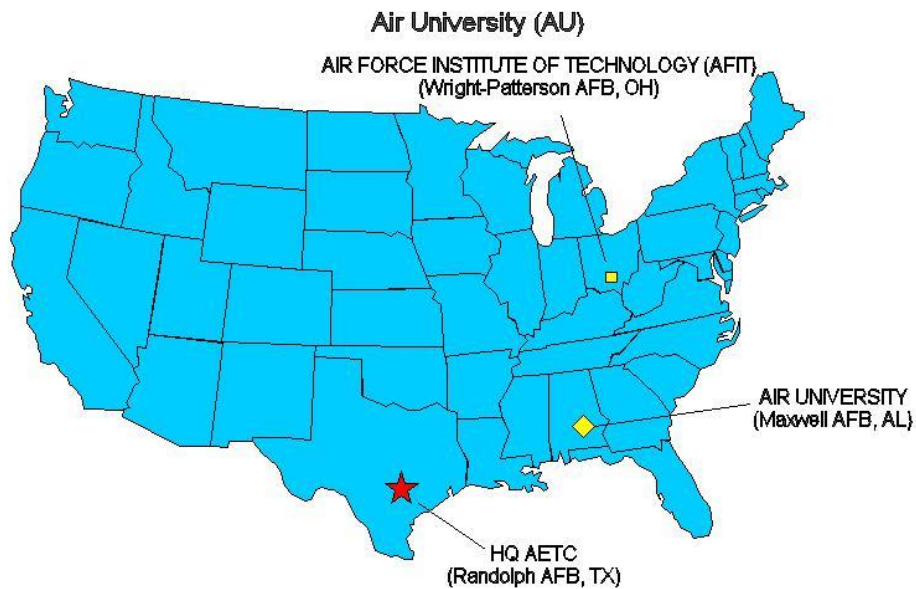 Air University (AU)
AIR FORCE INSTITUTE OF TECHNOLOGY (AFIT)
(Wright-Patterson AFB, OH)
AIR UNIVERSITY
(Maxwell AFB, AL)
HQ AETC
(Randolph AFB, TX)